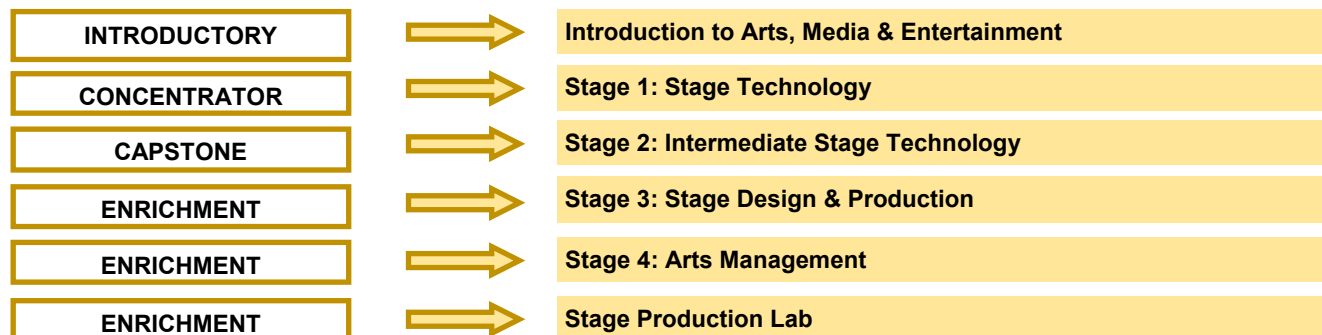 INTRODUCTORY
Introduction to Arts, Media & Entertainment
CONCENTRATOR
Stage 1: Stage Technology
CAPSTONE
Stage 2: Intermediate Stage Technology
ENRICHMENT
Stage 3: Stage Design & Production
ENRICHMENT
Stage 4: Arts Management
ENRICHMENT
Stage Production Lab